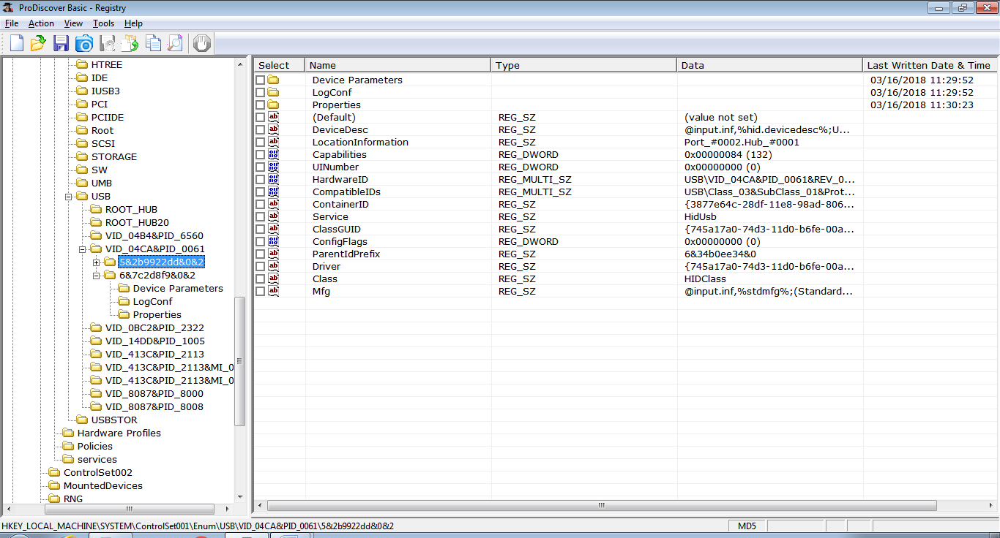 ProDiscover Basic - Registry
File Action View Tools Help
HTREE
IDE
IUSB3
PCI
PCIIDE
Root
SCSI
STORAGE
SW
UMB
USB
ROOT_HUB
ROOT_HUB20
VID_04B4&PID_6560
VID_04CA&PID_0061
5&2b9922dd&0&2
6&7c2d8f9&0&2
Device Parameters
LogConf
Properties
VID_0BC2&PID_2322
VID_14DD&PID_1005
VID_413C&PID_2113
VID_413C&PID_2113&MI_0
VID_413C&PID_2113&MI_0
VID_8087&PID_8000
VID_8087&PID_8008
USBSTOR
Hardware Profiles
Policies
services
ControlSet002
MountedDevices
RNG
Select Name Type Data Last Written Date & Time
Device Parameters 03/16/2018 11:29:52
LogConf 03/16/2018 11:29:52
Properties 03/16/2018 11:30:23
(Default) REG_SZ (value not set)
DeviceDesc REG_SZ @input.inf,%hid.devicedesc%;U...
LocationInformation REG_SZ Port_#0002.Hub_#0001
Capabilities REG_DWORD 0x00000084 (132)
UINumber REG_DWORD 0x00000000 (0)
HardwareID REG_MULTI_SZ USB\VID_04CA&PID_0061&REV_0...
CompatibleIDs REG_MULTI_SZ USB\Class_03&SubClass_01&Prot...
ContainerID REG_SZ {3877e64c-28df-11e8-98ad-806...
Service REG_SZ HidUsb
ClassGUID REG_SZ {745a17a0-74d3-11d0-b6fe-00a...
ConfigFlags REG_DWORD 0x00000000 (0)
ParentIdPrefix REG_SZ 6&34b0ee34&0
Driver REG_SZ {745a17a0-74d3-11d0-b6fe-00a...
Class REG_SZ HIDClass
Mfg REG_SZ @input.inf,%stdmfg%;(Standard...
HKEY_LOCAL_MACHINE\SYSTEM\ControlSet001\Enum\USB\VID_04CA&PID_0061\5&2b9922dd&0&2 MD5